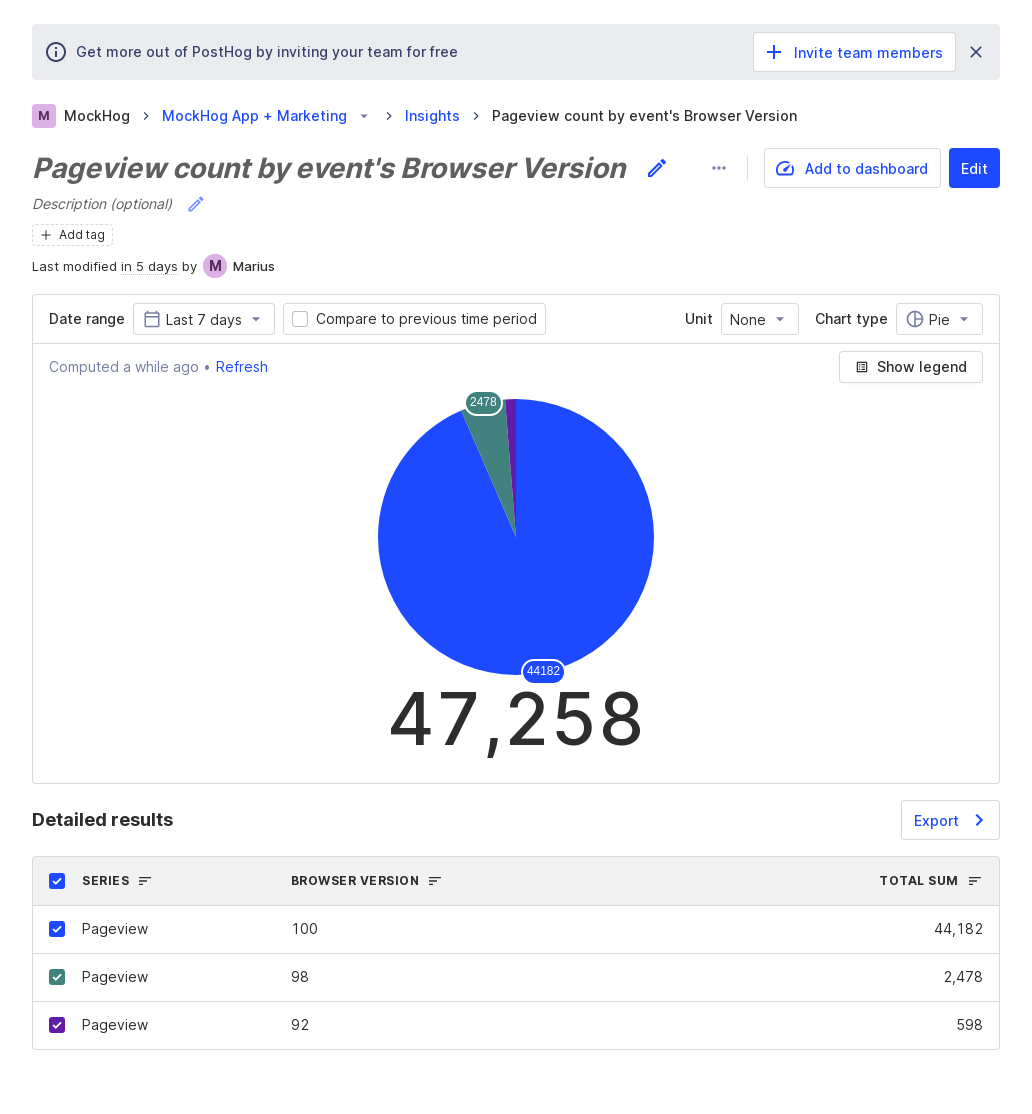 Get more out of PostHog by inviting your team for free
Invite team members
M MockHog MockHog App + Marketing Insights Pageview count by event's Browser Version
Pageview count by event's Browser Version
Add to dashboard
Edit
Description (optional)
Add tag
Last modified in 5 days by M Marius
Date range Last 7 days Compare to previous time period Unit None Chart type Pie
Computed a while ago • Refresh
Show legend
2478
44182
47,258
Detailed results
Export
SERIES BROWSER VERSION TOTAL SUM
Pageview 100 44,182
Pageview 98 2,478
Pageview 92 598